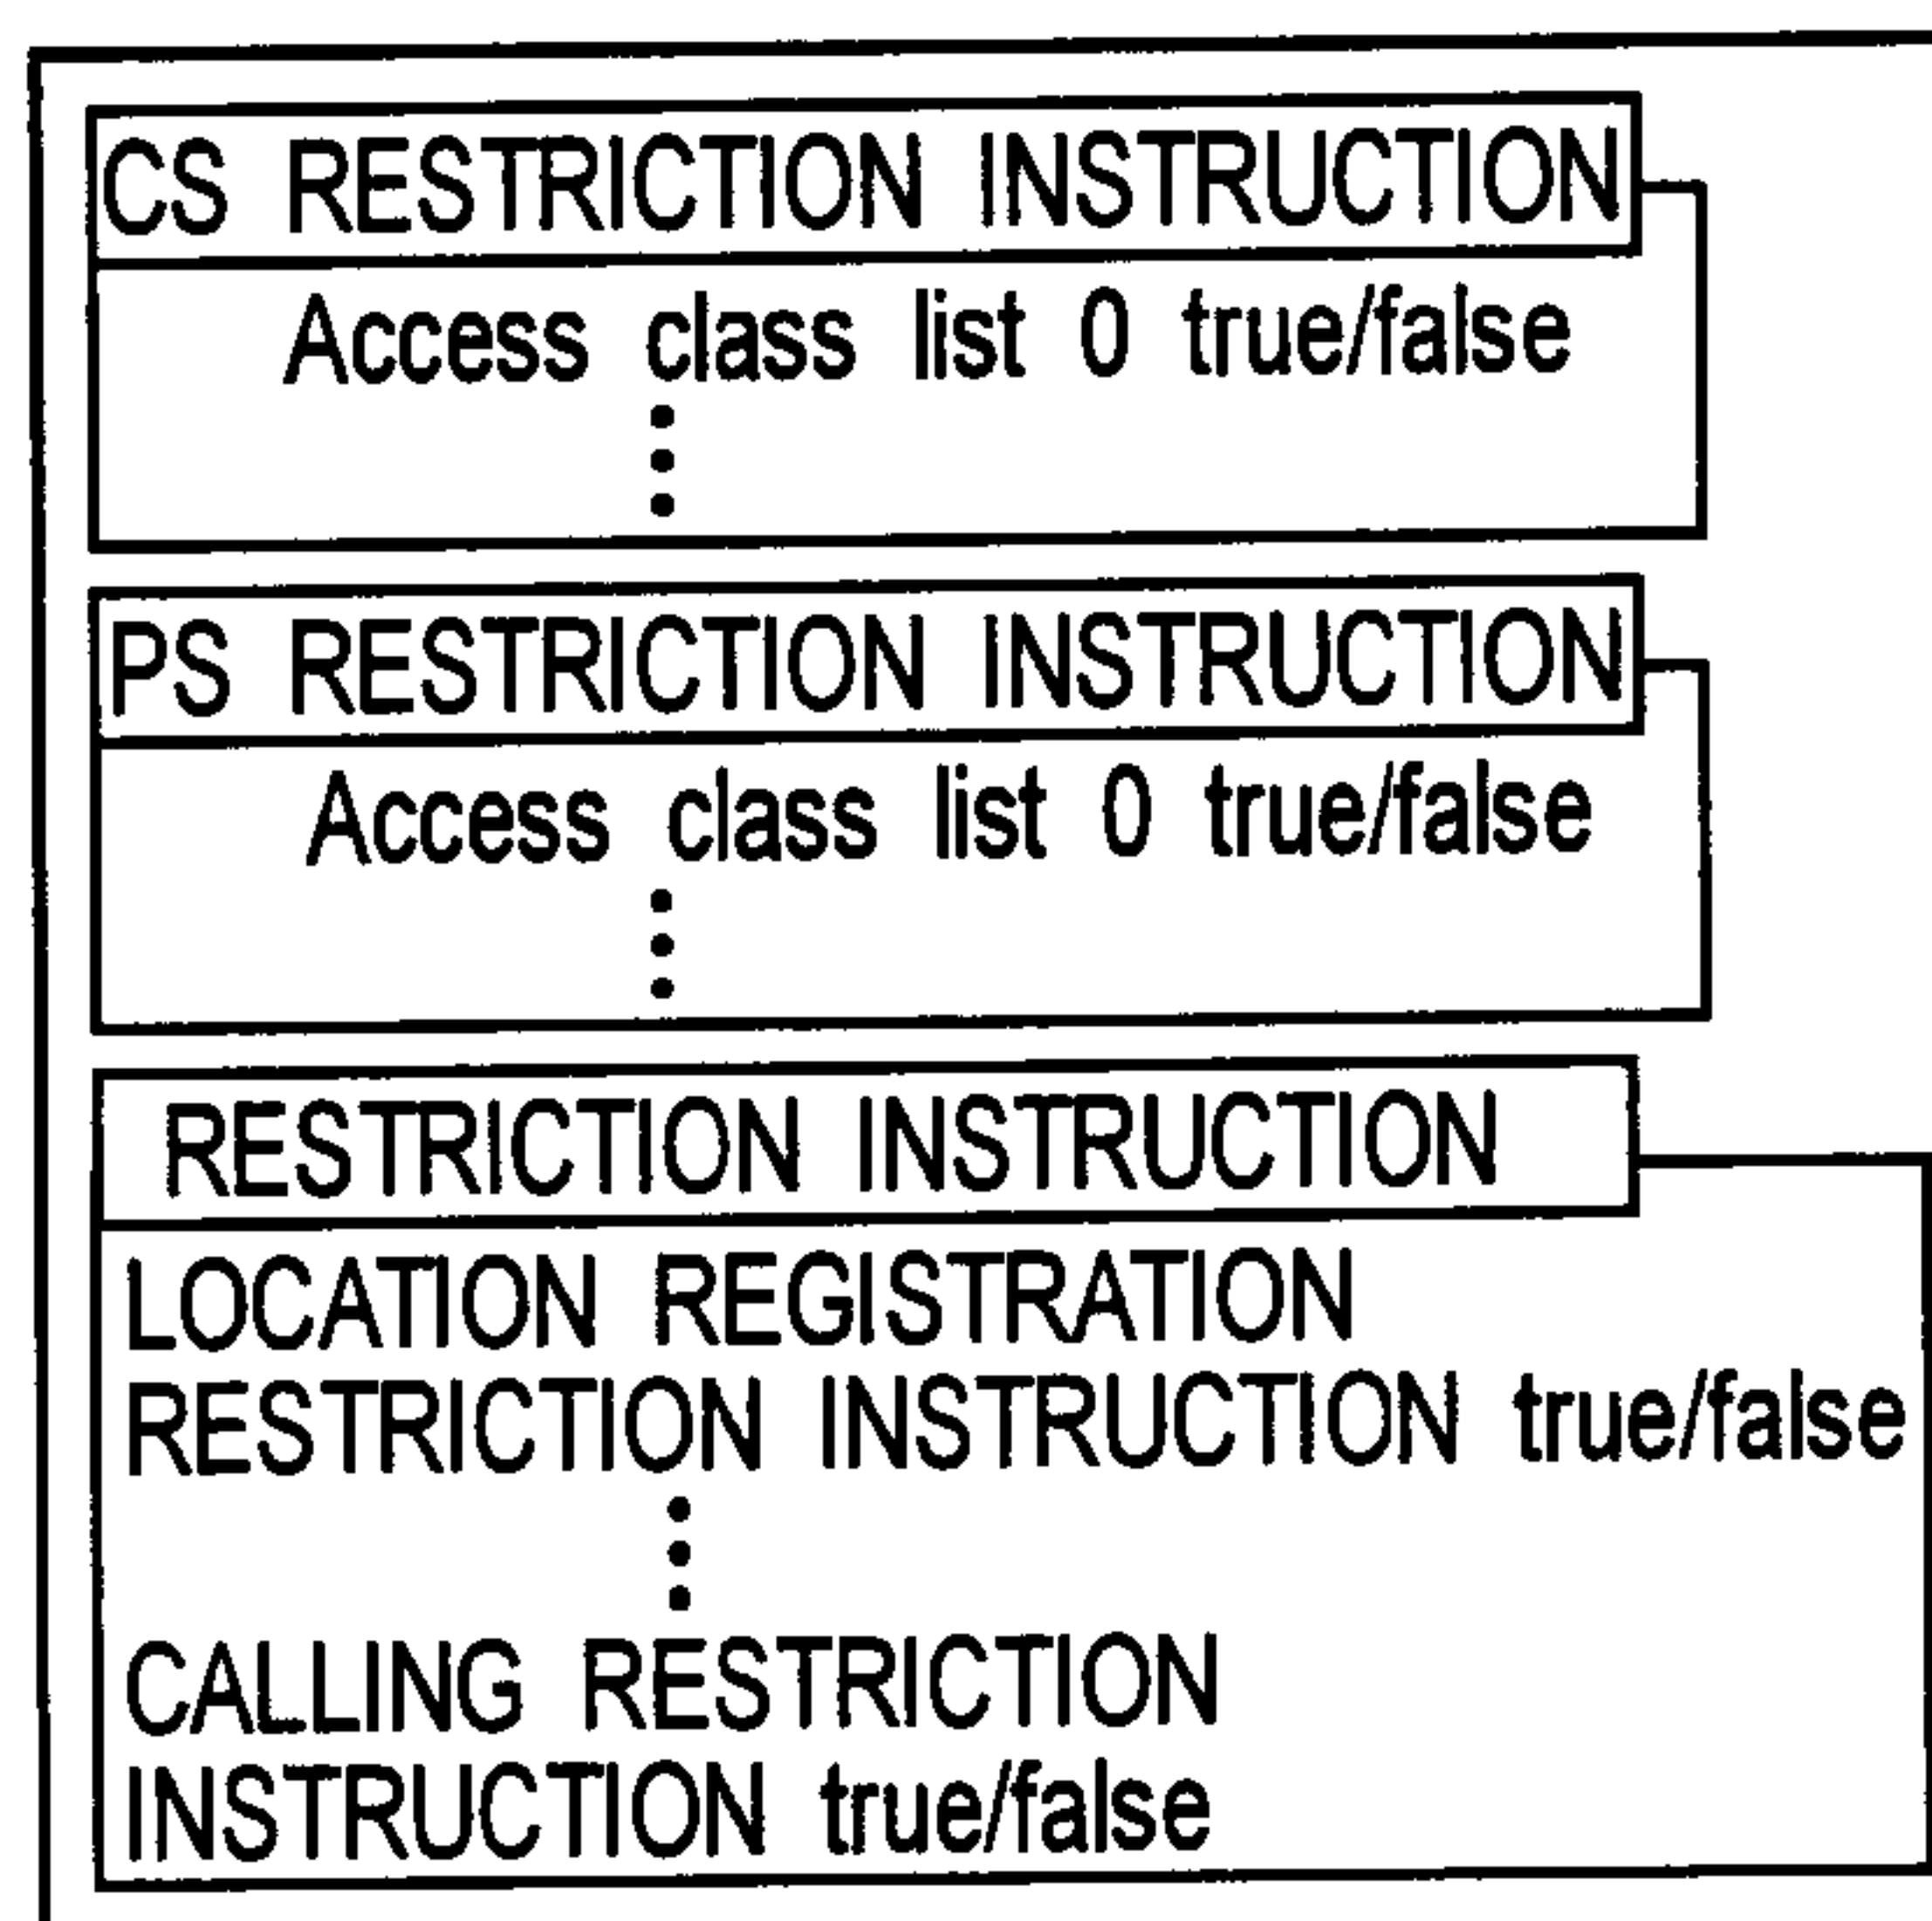 CS RESTRICTION INSTRUCTION
Access class list 0 true/false
PS RESTRICTION INSTRUCTION
Access class list 0 true/false
RESTRICTION INSTRUCTION
LOCATION REGISTRATION
RESTRICTION INSTRUCTION true/false
CALLING RESTRICTION
INSTRUCTION true/false